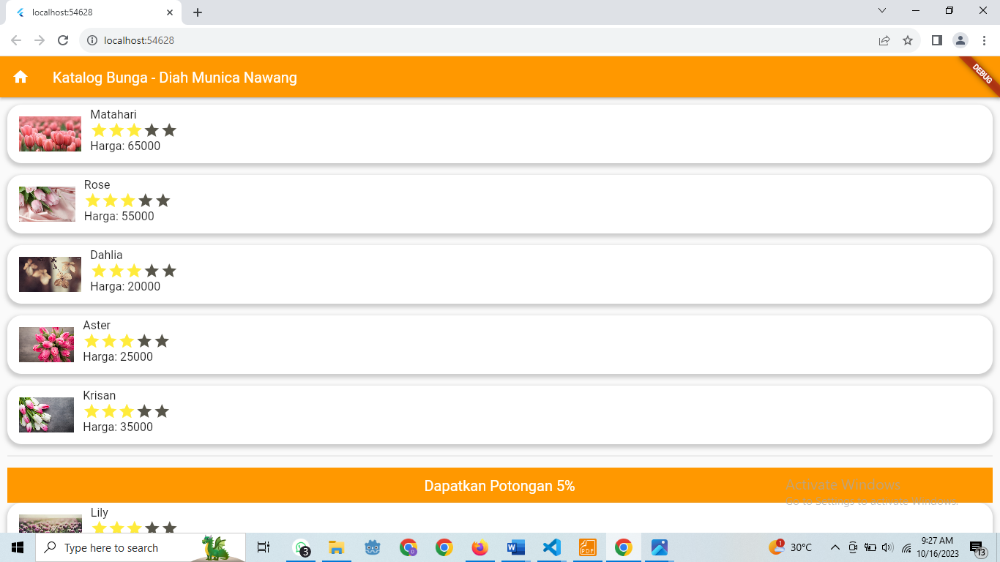 localhost:54628
localhost:54628
Katalog Bunga - Diah Munica Nawang
DEBUG
Matahari
Harga: 65000
Rose
Harga: 55000
Dahlia
Harga: 20000
Aster
Harga: 25000
Krisan
Harga: 35000
Dapatkan Potongan 5%
Activate Windows
Go to Settings to activate Windows.
Lily
Type here to search
3
D
W
PDF
1
30°C
9:27 AM
10/16/2023
13